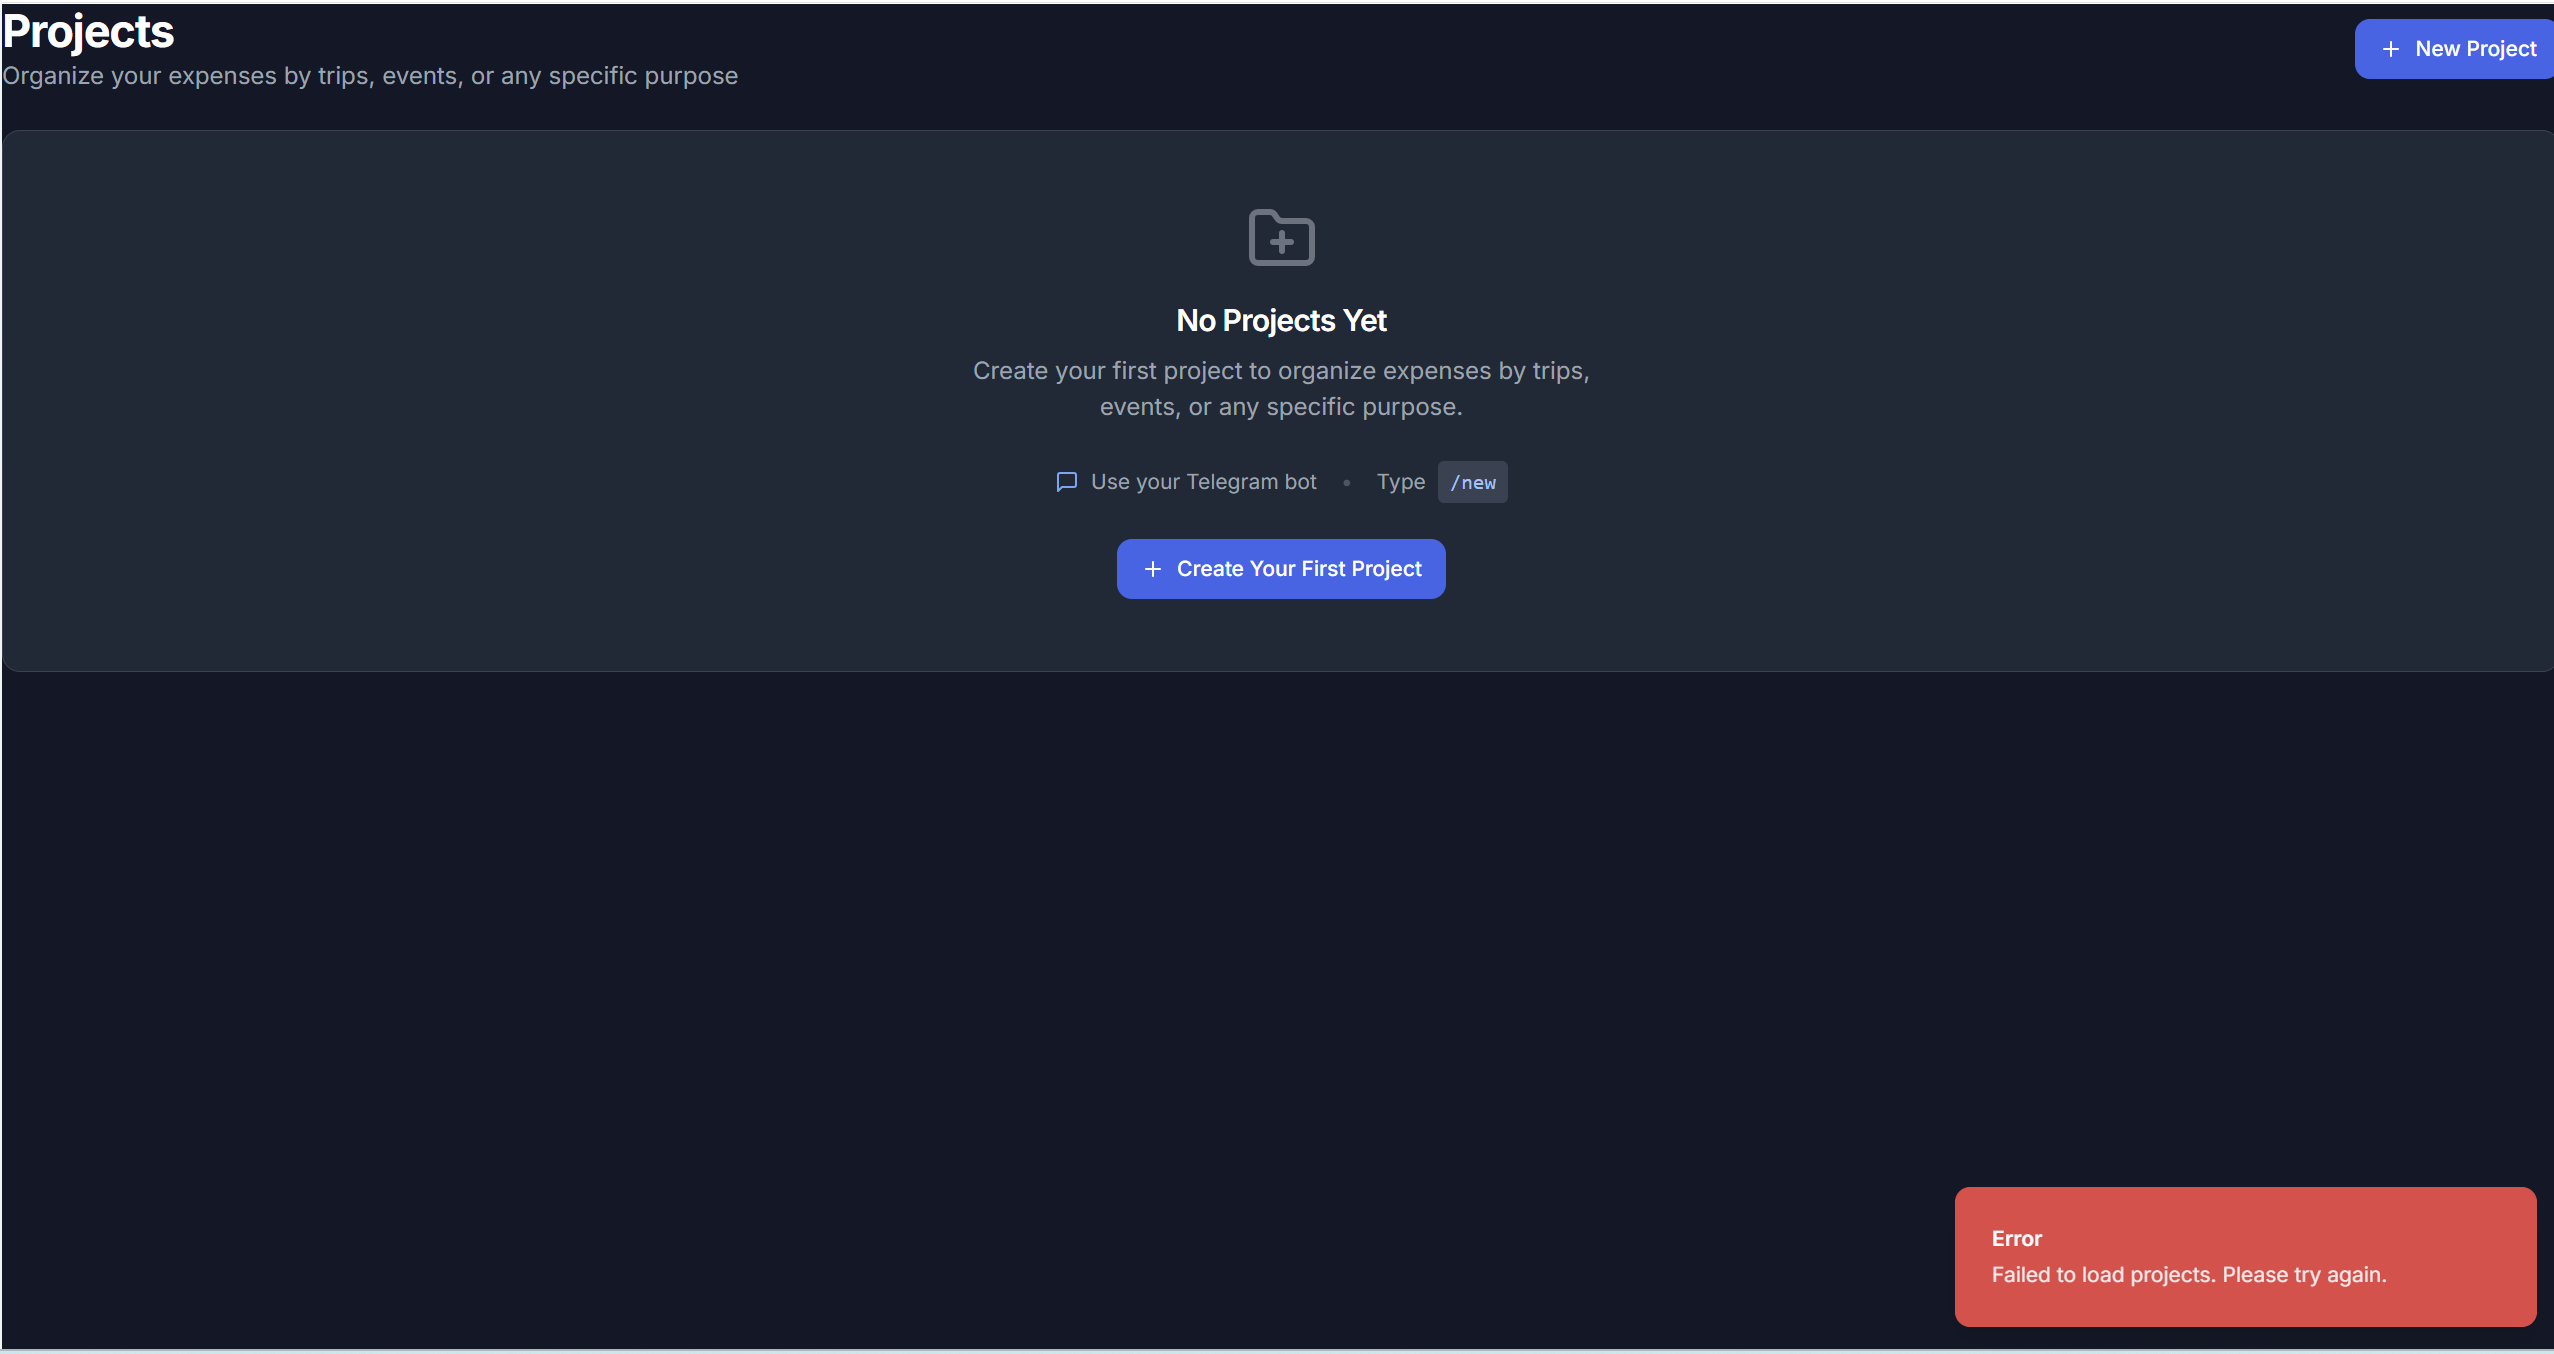 Projects
Organize your expenses by trips, events, or any specific purpose
New Project
No Projects Yet
Create your first project to organize expenses by trips,
events, or any specific purpose.
Use your Telegram bot • Type /new
Create Your First Project
Error
Failed to load projects. Please try again.